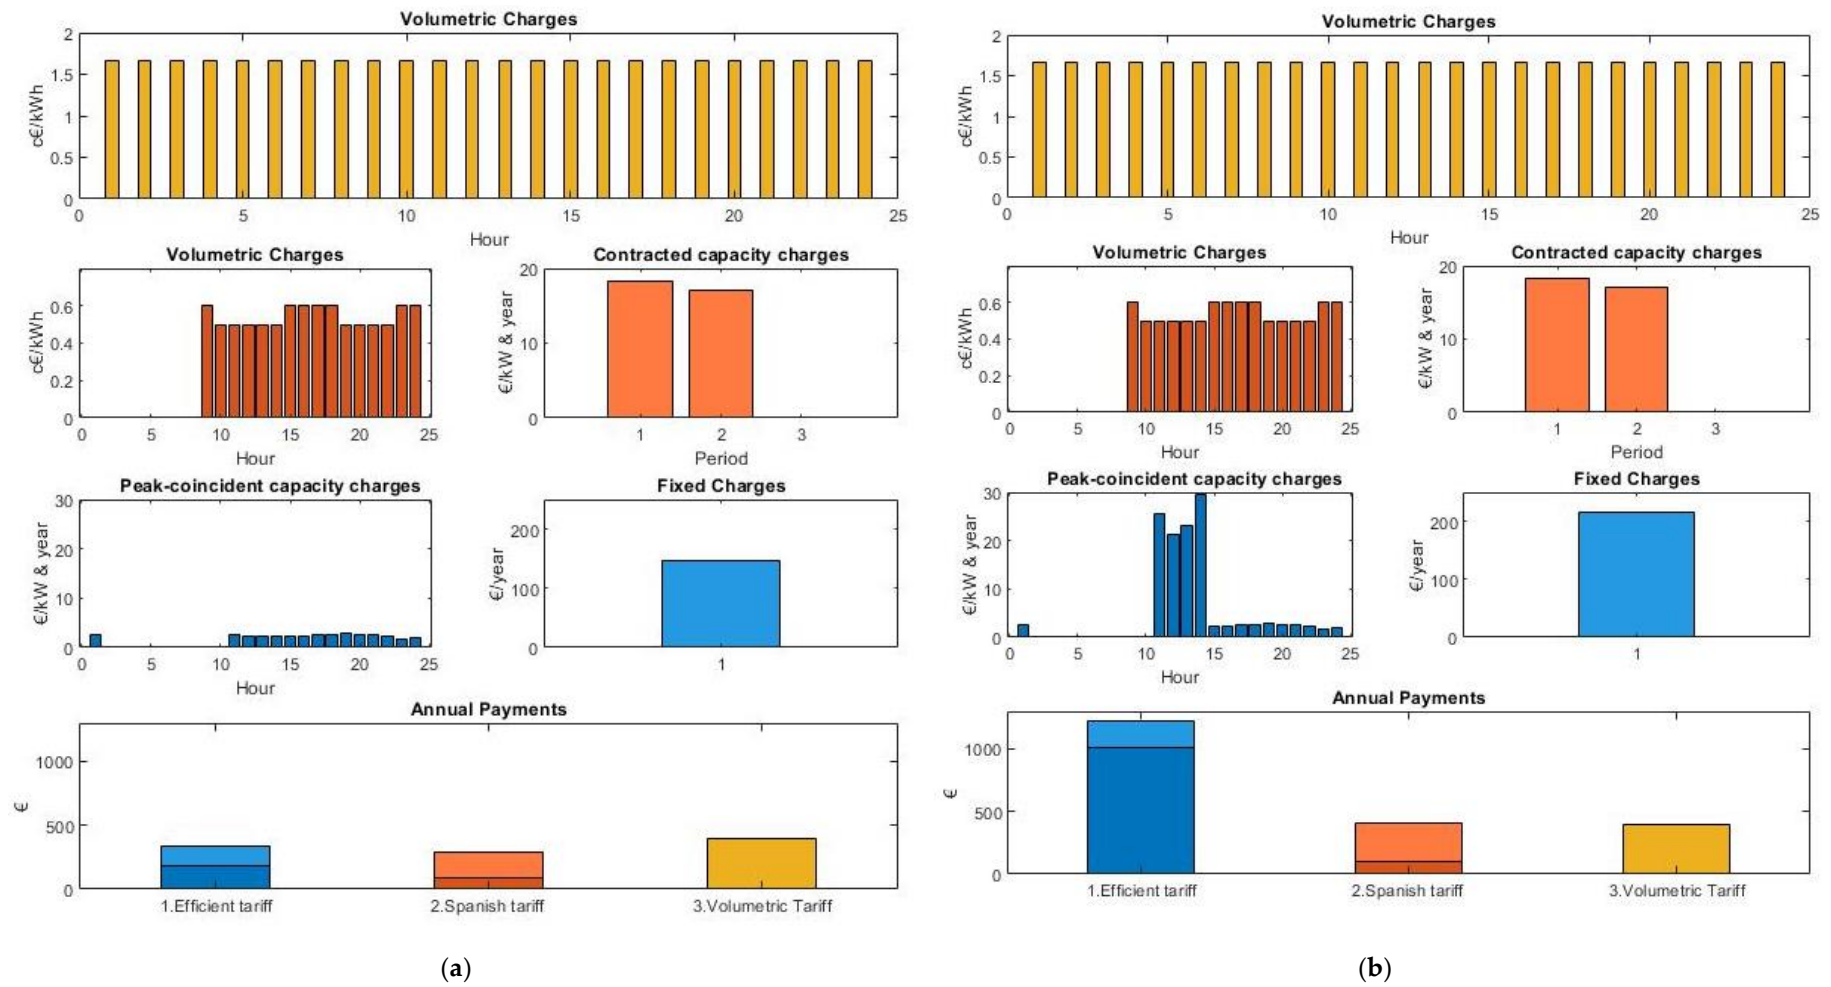 Volumetric Charges
2
1.5
1
0.5
0
c€/kWh
0 5 10 15 20 25
Hour
Volumetric Charges
0.6
0.4
0.2
0
c€/kWh
0 5 10 15 20 25
Hour
Contracted capacity charges
20
10
0
€/kW & year
1 2 3
Period
Peak-coincident capacity charges
30
20
10
0
€/kW & year
0 5 10 15 20 25
Hour
Fixed Charges
200
100
0
€/year
1
Annual Payments
1000
500
0
€
1.Efficient tariff 2.Spanish tariff 3.Volumetric Tariff
(a)
Volumetric Charges
2
1.5
1
0.5
0
c€/kWh
0 5 10 15 20 25
Hour
Volumetric Charges
0.6
0.4
0.2
0
c€/kWh
0 5 10 15 20 25
Hour
Contracted capacity charges
20
10
0
€/kW & year
1 2 3
Period
Peak-coincident capacity charges
30
20
10
0
€/kW & year
0 5 10 15 20 25
Hour
Fixed Charges
200
100
0
€/year
1
Annual Payments
1000
500
0
€
1.Efficient tariff 2.Spanish tariff 3.Volumetric Tariff
(b)